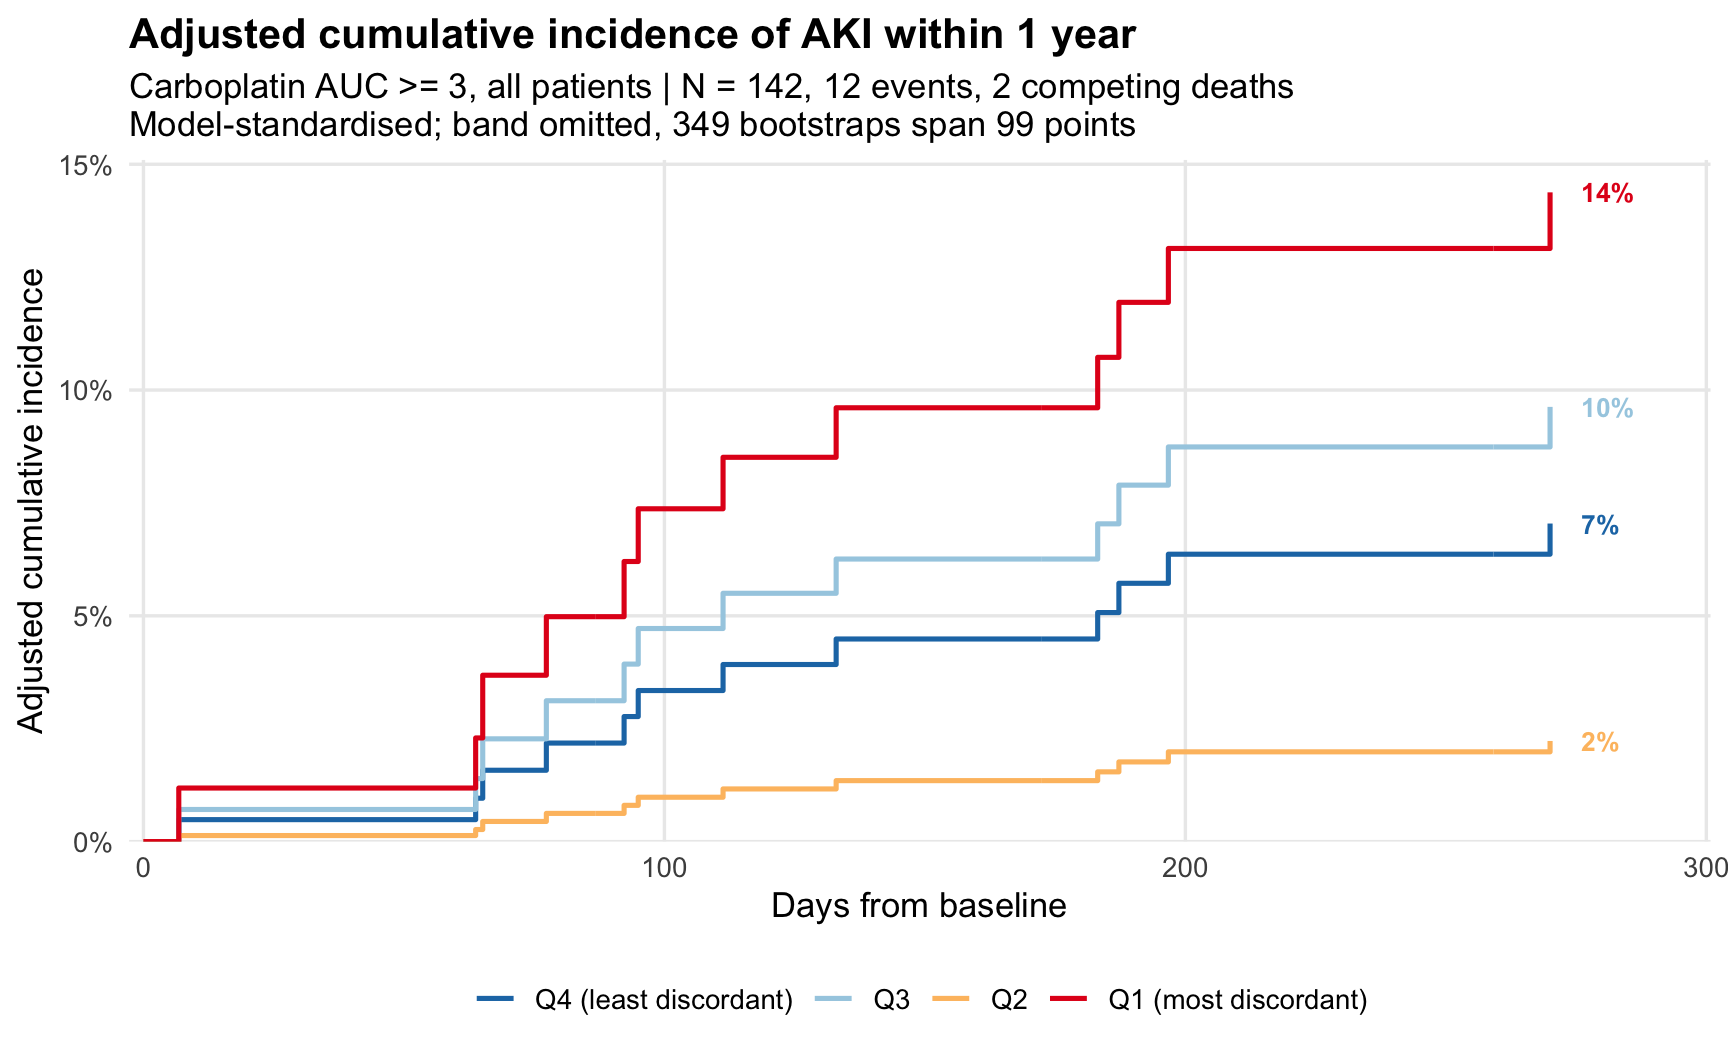 Adjusted cumulative incidence of AKI within 1 year
Carboplatin AUC >= 3, all patients | N = 142, 12 events, 2 competing deaths
Model-standardised; band omitted, 349 bootstraps span 99 points
Adjusted cumulative incidence
15%
10%
5%
0%
14%
10%
7%
2%
0
100
200
300
Days from baseline
Q4 (least discordant)
Q3
Q2
Q1 (most discordant)